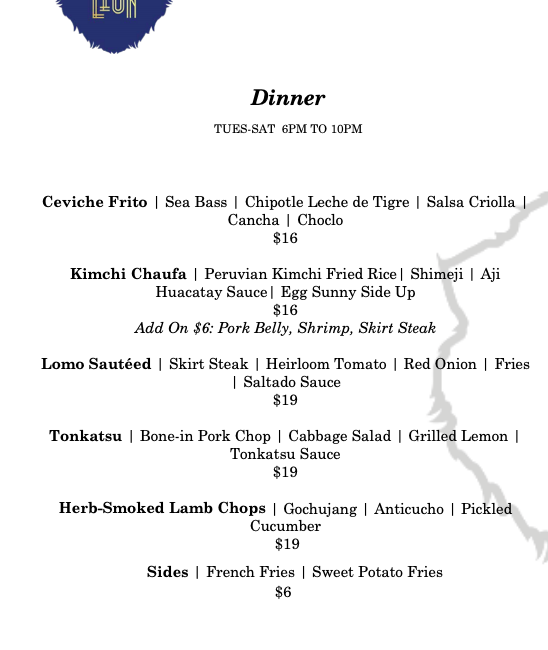 LION
Dinner
TUES-SAT 6PM TO 10PM
Ceviche Frito | Sea Bass | Chipotle Leche de Tigre | Salsa Criolla |
Cancha | Choclo
$16
Kimchi Chaufa | Peruvian Kimchi Fried Rice| Shimeji | Aji
Huacatay Sauce| Egg Sunny Side Up
$16
Add On $6: Pork Belly, Shrimp, Skirt Steak
Lomo Sautéed | Skirt Steak | Heirloom Tomato | Red Onion | Fries
| Saltado Sauce
$19
Tonkatsu | Bone-in Pork Chop | Cabbage Salad | Grilled Lemon |
Tonkatsu Sauce
$19
Herb-Smoked Lamb Chops | Gochujang | Anticucho | Pickled
Cucumber
$19
Sides | French Fries | Sweet Potato Fries
$6